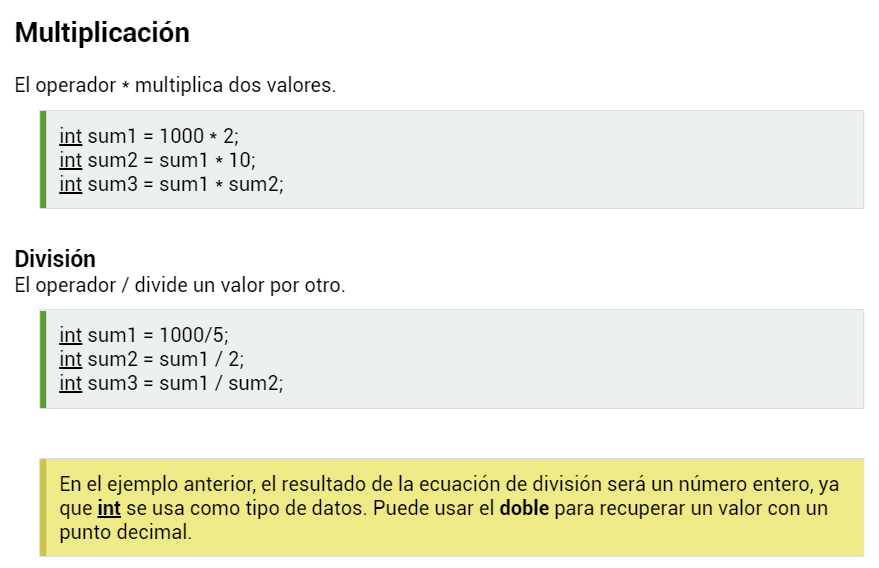 Multiplicación
El operador * multiplica dos valores.
int sum1 = 1000 * 2;
int sum2 = sum1 * 10;
int sum3 = sum1 * sum2;
División
El operador / divide un valor por otro.
int sum1 = 1000/5;
int sum2 = sum1 / 2;
int sum3 = sum1 / sum2;
En el ejemplo anterior, el resultado de la ecuación de división será un número entero, ya
que int se usa como tipo de datos. Puede usar el doble para recuperar un valor con un
punto decimal.